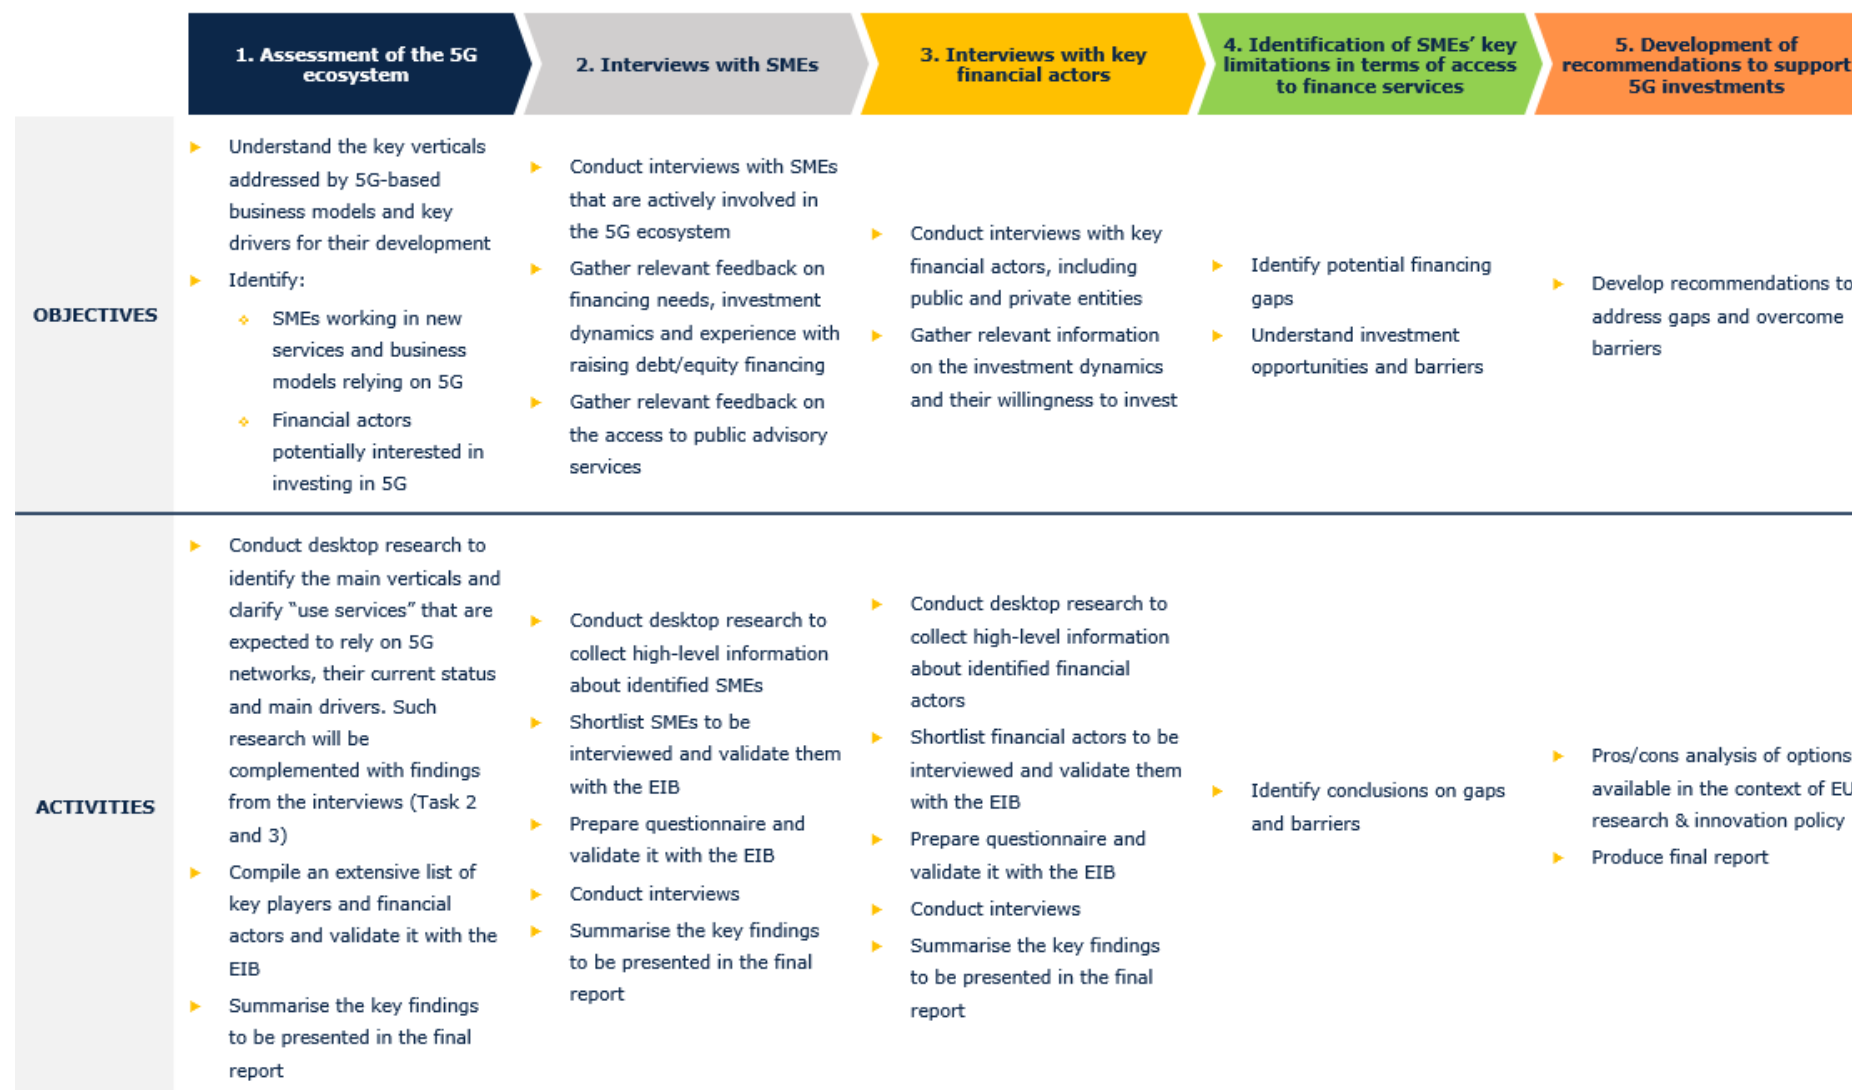 1. Assessment of the 5G
ecosystem
2. Interviews with SMEs
3. Interviews with key
financial actors
4. Identification of SMEs’ key
limitations in terms of access
to finance services
5. Development of
recommendations to support
5G investments
OBJECTIVES
Understand the key verticals
addressed by 5G-based
business models and key
drivers for their development
Identify:
SMEs working in new
services and business
models relying on 5G
Financial actors
potentially interested in
investing in 5G
Conduct interviews with SMEs
that are actively involved in
the 5G ecosystem
Gather relevant feedback on
financing needs, investment
dynamics and experience with
raising debt/equity financing
Gather relevant feedback on
the access to public advisory
services
Conduct interviews with key
financial actors, including
public and private entities
Gather relevant information
on the investment dynamics
and their willingness to invest
Identify potential financing
gaps
Understand investment
opportunities and barriers
Develop recommendations to
address gaps and overcome
barriers
ACTIVITIES
Conduct desktop research to
identify the main verticals and
clarify “use services” that are
expected to rely on 5G
networks, their current status
and main drivers. Such
research will be
complemented with findings
from the interviews (Task 2
and 3)
Compile an extensive list of
key players and financial
actors and validate it with the
EIB
Summarise the key findings
to be presented in the final
report
Conduct desktop research to
collect high-level information
about identified SMEs
Shortlist SMEs to be
interviewed and validate them
with the EIB
Prepare questionnaire and
validate it with the EIB
Conduct interviews
Summarise the key findings
to be presented in the final
report
Conduct desktop research to
collect high-level information
about identified financial
actors
Shortlist financial actors to be
interviewed and validate them
with the EIB
Prepare questionnaire and
validate it with the EIB
Conduct interviews
Summarise the key findings
to be presented in the final
report
Identify conclusions on gaps
and barriers
Pros/cons analysis of options
available in the context of EU
research & innovation policy
Produce final report